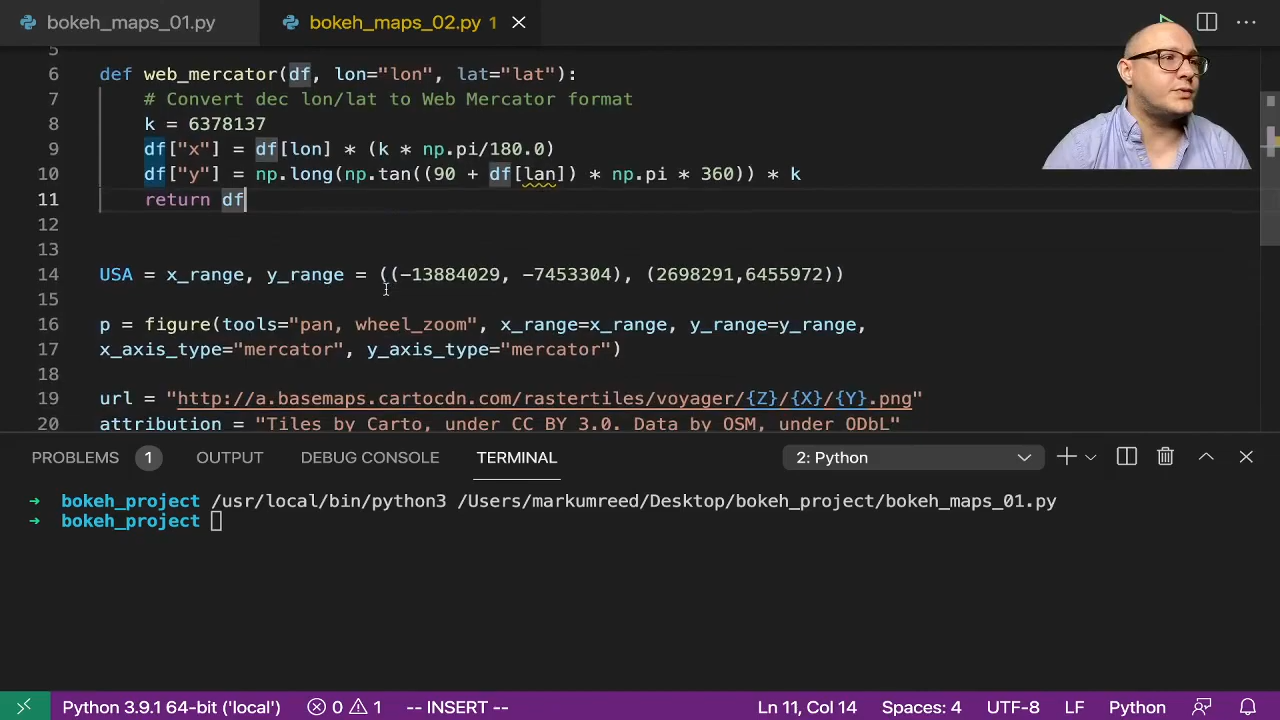 bokeh_maps_01.py bokeh_maps_02.py 1
5
6 def web_mercator(df, lon="lon", lat="lat"):
7 # Convert dec lon/lat to Web Mercator format
8 k = 6378137
9 df["x"] = df[lon] * (k * np.pi/180.0)
10 df["y"] = np.long(np.tan((90 + df[lan]) * np.pi * 360)) * k
11 return df
12
13
14 USA = x_range, y_range = ((-13884029, -7453304), (2698291,6455972))
15
16 p = figure(tools="pan, wheel_zoom", x_range=x_range, y_range=y_range,
17 x_axis_type="mercator", y_axis_type="mercator")
18
19 url = "http://a.basemaps.cartocdn.com/rastertiles/voyager/{Z}/{X}/{Y}.png"
20 attribution = "Tiles by Carto, under CC BY 3.0. Data by OSM, under ODbL"
PROBLEMS 1 OUTPUT DEBUG CONSOLE TERMINAL 2: Python
→ bokeh_project /usr/local/bin/python3 /Users/markumreed/Desktop/bokeh_project/bokeh_maps_01.py
→ bokeh_project
Python 3.9.1 64-bit ('local') 0 1 -- INSERT -- Ln 11, Col 14 Spaces: 4 UTF-8 LF Python